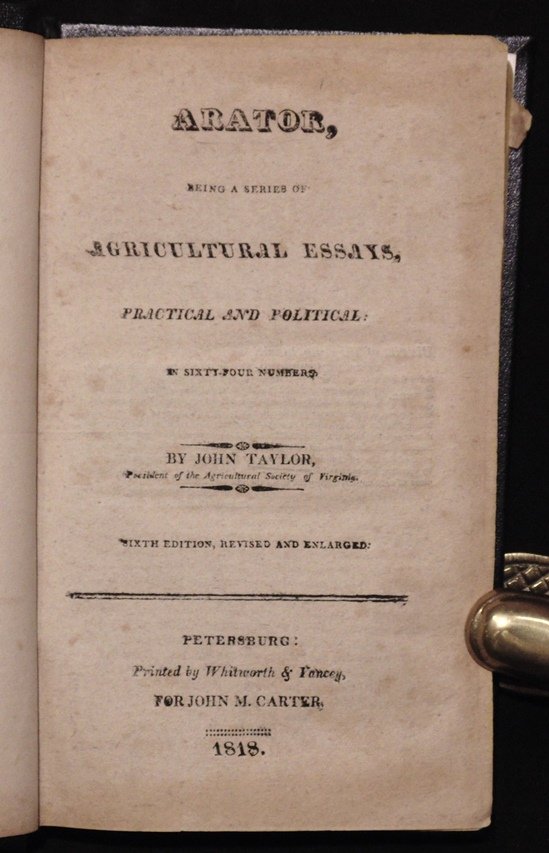 ARATOR,
BEING A SERIES OF
AGRICULTURAL ESSAYS,
PRACTICAL AND POLITICAL:
IN SIXTY-FOUR NUMBERS,
BY JOHN TAYLOR,
President of the Agricultural Society of Virginia.
SIXTH EDITION, REVISED AND ENLARGED:
PETERSBURG:
Printed by Whitworth & Yancey,
FOR JOHN M. CARTER,
1818.